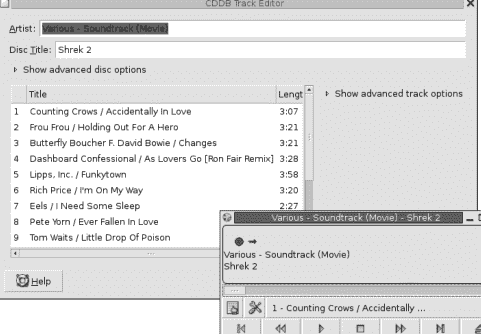 CDDB Track Editor
Artist: Various - Soundtrack (Movie)
Disc Title: Shrek 2
Show advanced disc options
Title Lengt
Show advanced track options
1 Counting Crows / Accidentally In Love 3:07
2 Frou Frou / Holding Out For A Hero 3:21
3 Butterfly Boucher F. David Bowie / Changes 3:21
4 Dashboard Confessional / As Lovers Go [Ron Fair Remix] 3:28
5 Lipps, Inc. / Funkytown 3:58
6 Rich Price / I'm On My Way 3:20
7 Eels / I Need Some Sleep 2:27
8 Pete Yorn / Ever Fallen In Love
9 Tom Waits / Little Drop Of Poison
Help
Various - Soundtrack (Movie) - Shrek 2
Various - Soundtrack (Movie)
Shrek 2
1 - Counting Crows / Accidentally ...